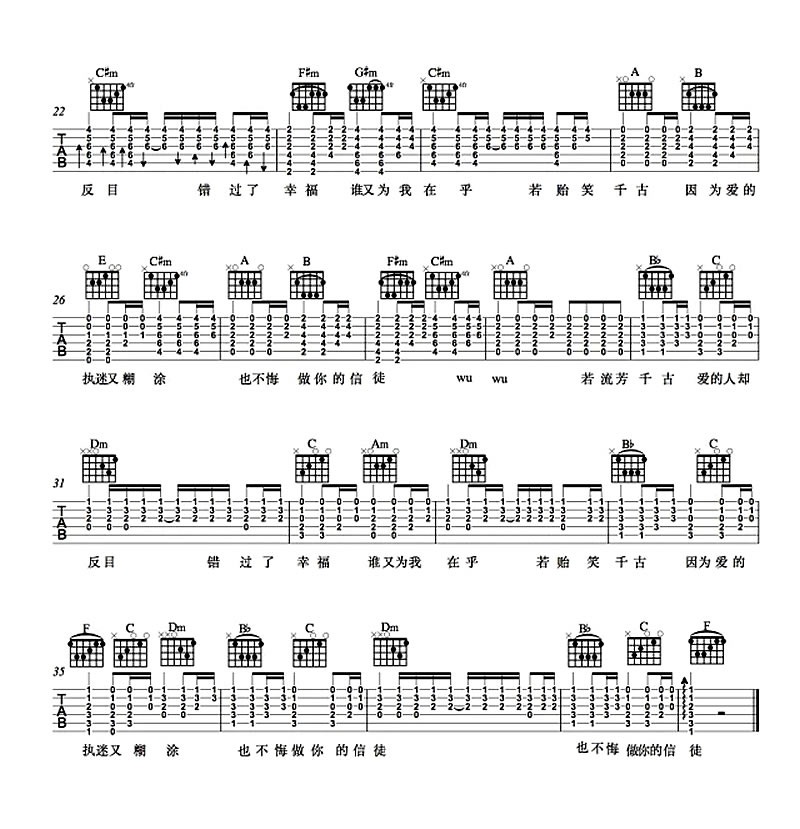 C♯m F♯m G♯m C♯m A B
22
反目 错过了 幸福 谁又为我在乎 若贻笑千古 因为爱的
E C♯m A B F♯m C♯m A B♭ C
26
执迷又糊涂 也不悔做你的信徒 wu wu 若流芳千古 爱的人却
Dm C Am Dm B♭ C
31
反目 错过了幸福 谁又为我在乎 若贻笑千古 因为爱的
F C Dm B♭ C Dm B♭ C F
35
执迷又糊涂 也不悔做你的信徒 也不悔做你的信徒